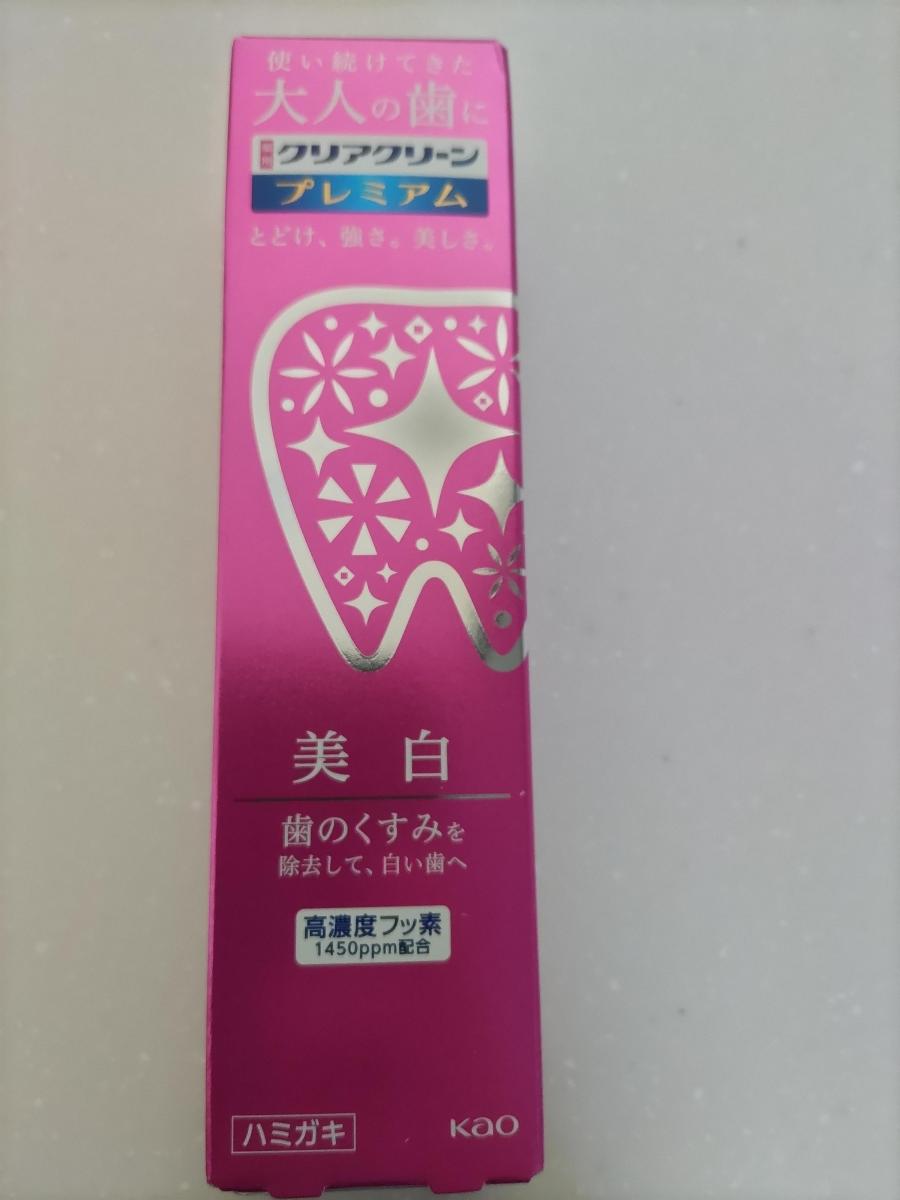 使い続けてきた
大人の歯に
薬用 クリアクリーン
プレミアム
とどけ、強さ。美しさ。
美白
歯のくすみを
除去して、白い歯へ
高濃度フッ素
1450ppm配合
ハミガキ
Kao